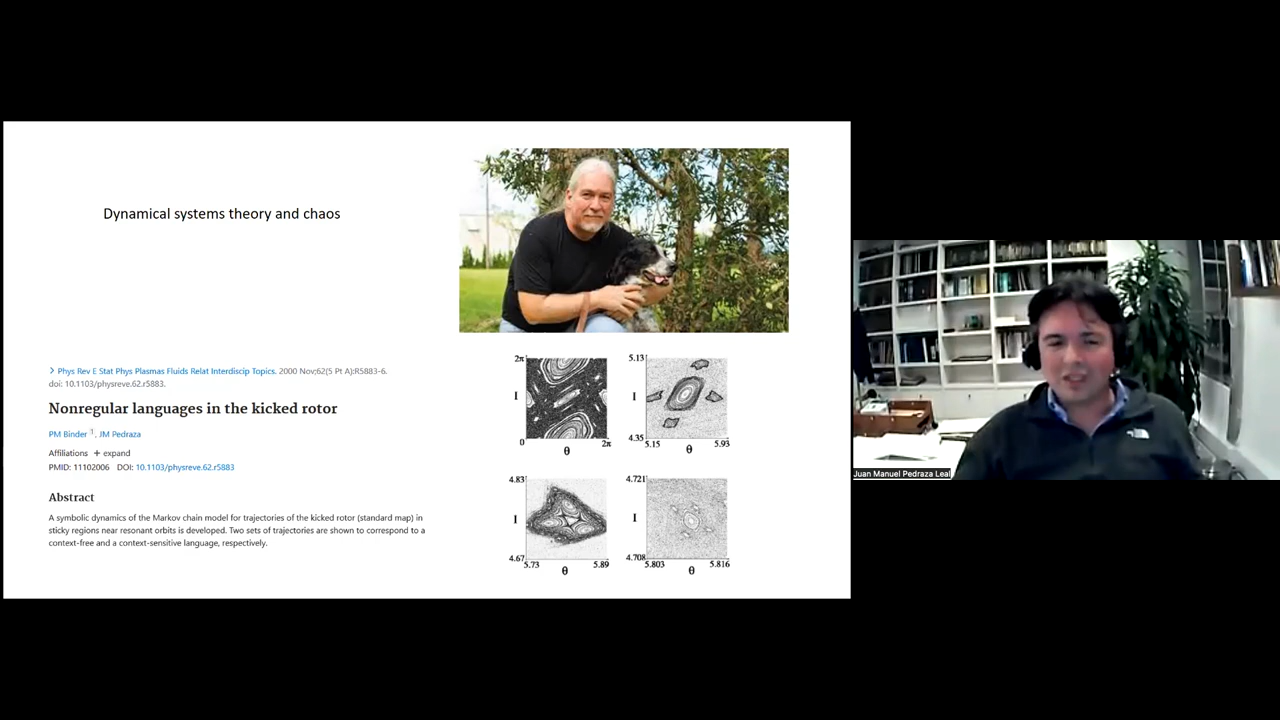 Dynamical systems theory and chaos
> Phys Rev E Stat Phys Plasmas Fluids Relat Interdiscip Topics. 2000 Nov;62(5 Pt A):R5883-6.
doi: 10.1103/physreve.62.r5883.
Nonregular languages in the kicked rotor
PM Binder 1, JM Pedraza
Affiliations + expand
PMID: 11102006 DOI: 10.1103/physreve.62.r5883
Abstract
A symbolic dynamics of the Markov chain model for trajectories of the kicked rotor (standard map) in
sticky regions near resonant orbits is developed. Two sets of trajectories are shown to correspond to a
context-free and a context-sensitive language, respectively.
2π
I
0
2π
θ
5.13
I
4.35
5.15
5.93
θ
4.83
I
4.67
5.73
5.89
θ
4.721
I
4.708
5.803
5.816
θ
Juan Manuel Pedraza Leal